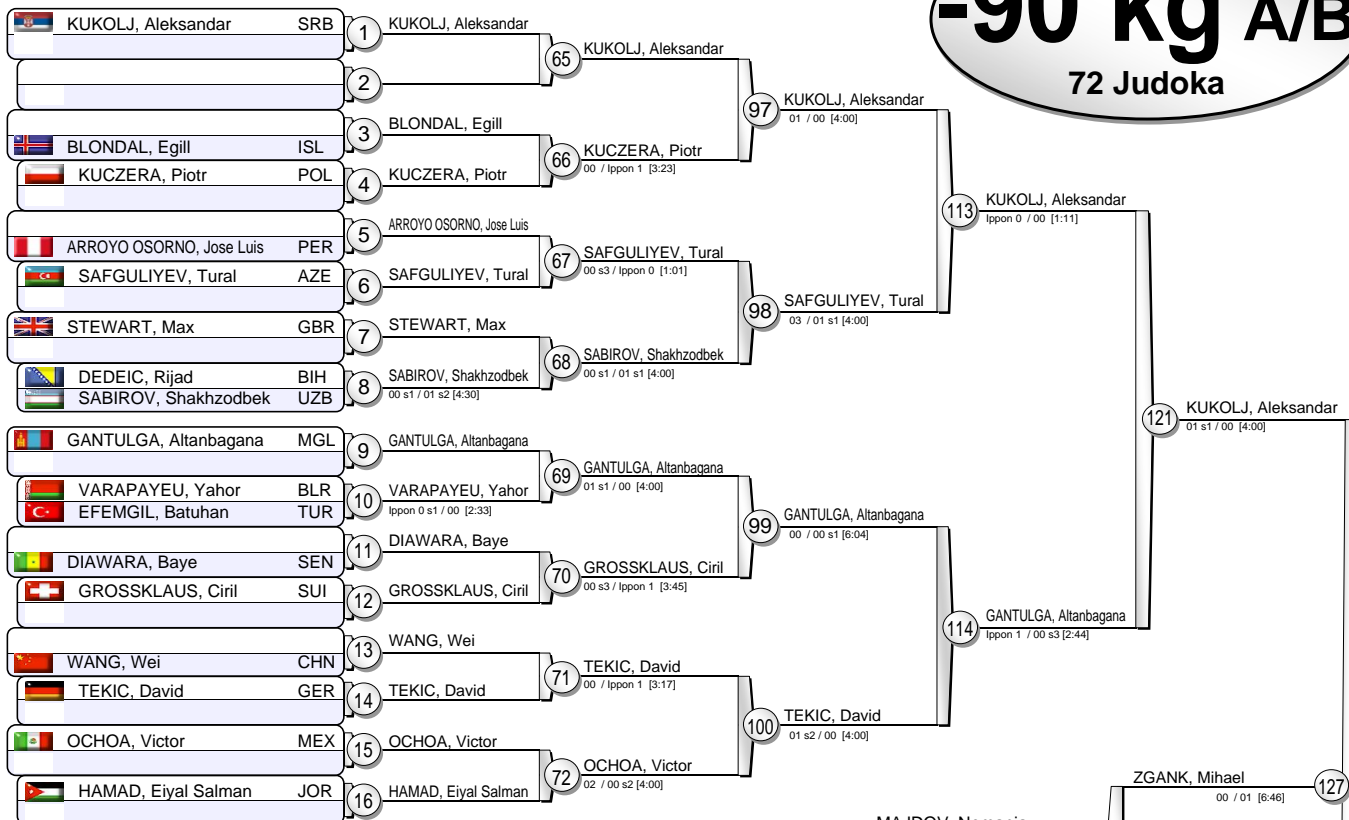 -90 kg A/B
72 Judoka
KUKOLJ, Aleksandar SRB
1
KUKOLJ, Aleksandar
2
65
KUKOLJ, Aleksandar
BLONDAL, Egill ISL
3
BLONDAL, Egill
KUCZERA, Piotr POL
4
KUCZERA, Piotr
66
KUCZERA, Piotr
00 / Ippon 1 [3:23]
97
KUKOLJ, Aleksandar
01 / 00 [4:00]
ARROYO OSORNO, Jose Luis PER
5
ARROYO OSORNO, Jose Luis
SAFGULIYEV, Tural AZE
6
SAFGULIYEV, Tural
67
SAFGULIYEV, Tural
00 s3 / Ippon 0 [1:01]
STEWART, Max GBR
7
STEWART, Max
DEDEIC, Rijad BIH
SABIROV, Shakhzodbek UZB
8
SABIROV, Shakhzodbek
00 s1 / 01 s2 [4:30]
68
SABIROV, Shakhzodbek
00 s1 / 01 s1 [4:00]
98
SAFGULIYEV, Tural
03 / 01 s1 [4:00]
113
KUKOLJ, Aleksandar
Ippon 0 / 00 [1:11]
GANTULGA, Altanbagana MGL
9
GANTULGA, Altanbagana
VARAPAYEU, Yahor BLR
EFEMGIL, Batuhan TUR
10
VARAPAYEU, Yahor
Ippon 0 s1 / 00 [2:33]
69
GANTULGA, Altanbagana
01 s1 / 00 [4:00]
DIAWARA, Baye SEN
11
DIAWARA, Baye
GROSSKLAUS, Ciril SUI
12
GROSSKLAUS, Ciril
70
GROSSKLAUS, Ciril
00 s3 / Ippon 1 [3:45]
99
GANTULGA, Altanbagana
00 / 00 s1 [6:04]
WANG, Wei CHN
13
WANG, Wei
TEKIC, David GER
14
TEKIC, David
71
TEKIC, David
00 / Ippon 1 [3:17]
OCHOA, Victor MEX
15
OCHOA, Victor
HAMAD, Eiyal Salman JOR
16
HAMAD, Eiyal Salman
72
OCHOA, Victor
02 / 00 s2 [4:00]
100
TEKIC, David
01 s2 / 00 [4:00]
114
GANTULGA, Altanbagana
Ippon 1 / 00 s3 [2:44]
121
KUKOLJ, Aleksandar
01 s1 / 00 [4:00]
ZGANK, Mihael
00 / 01 [6:46]
127